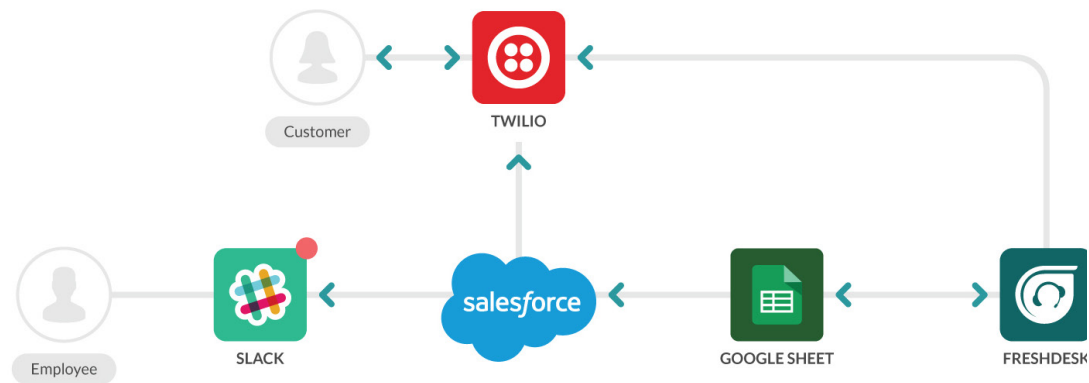 Customer
TWILIO
salesforce
Employee
SLACK
GOOGLE SHEET
FRESHDESK